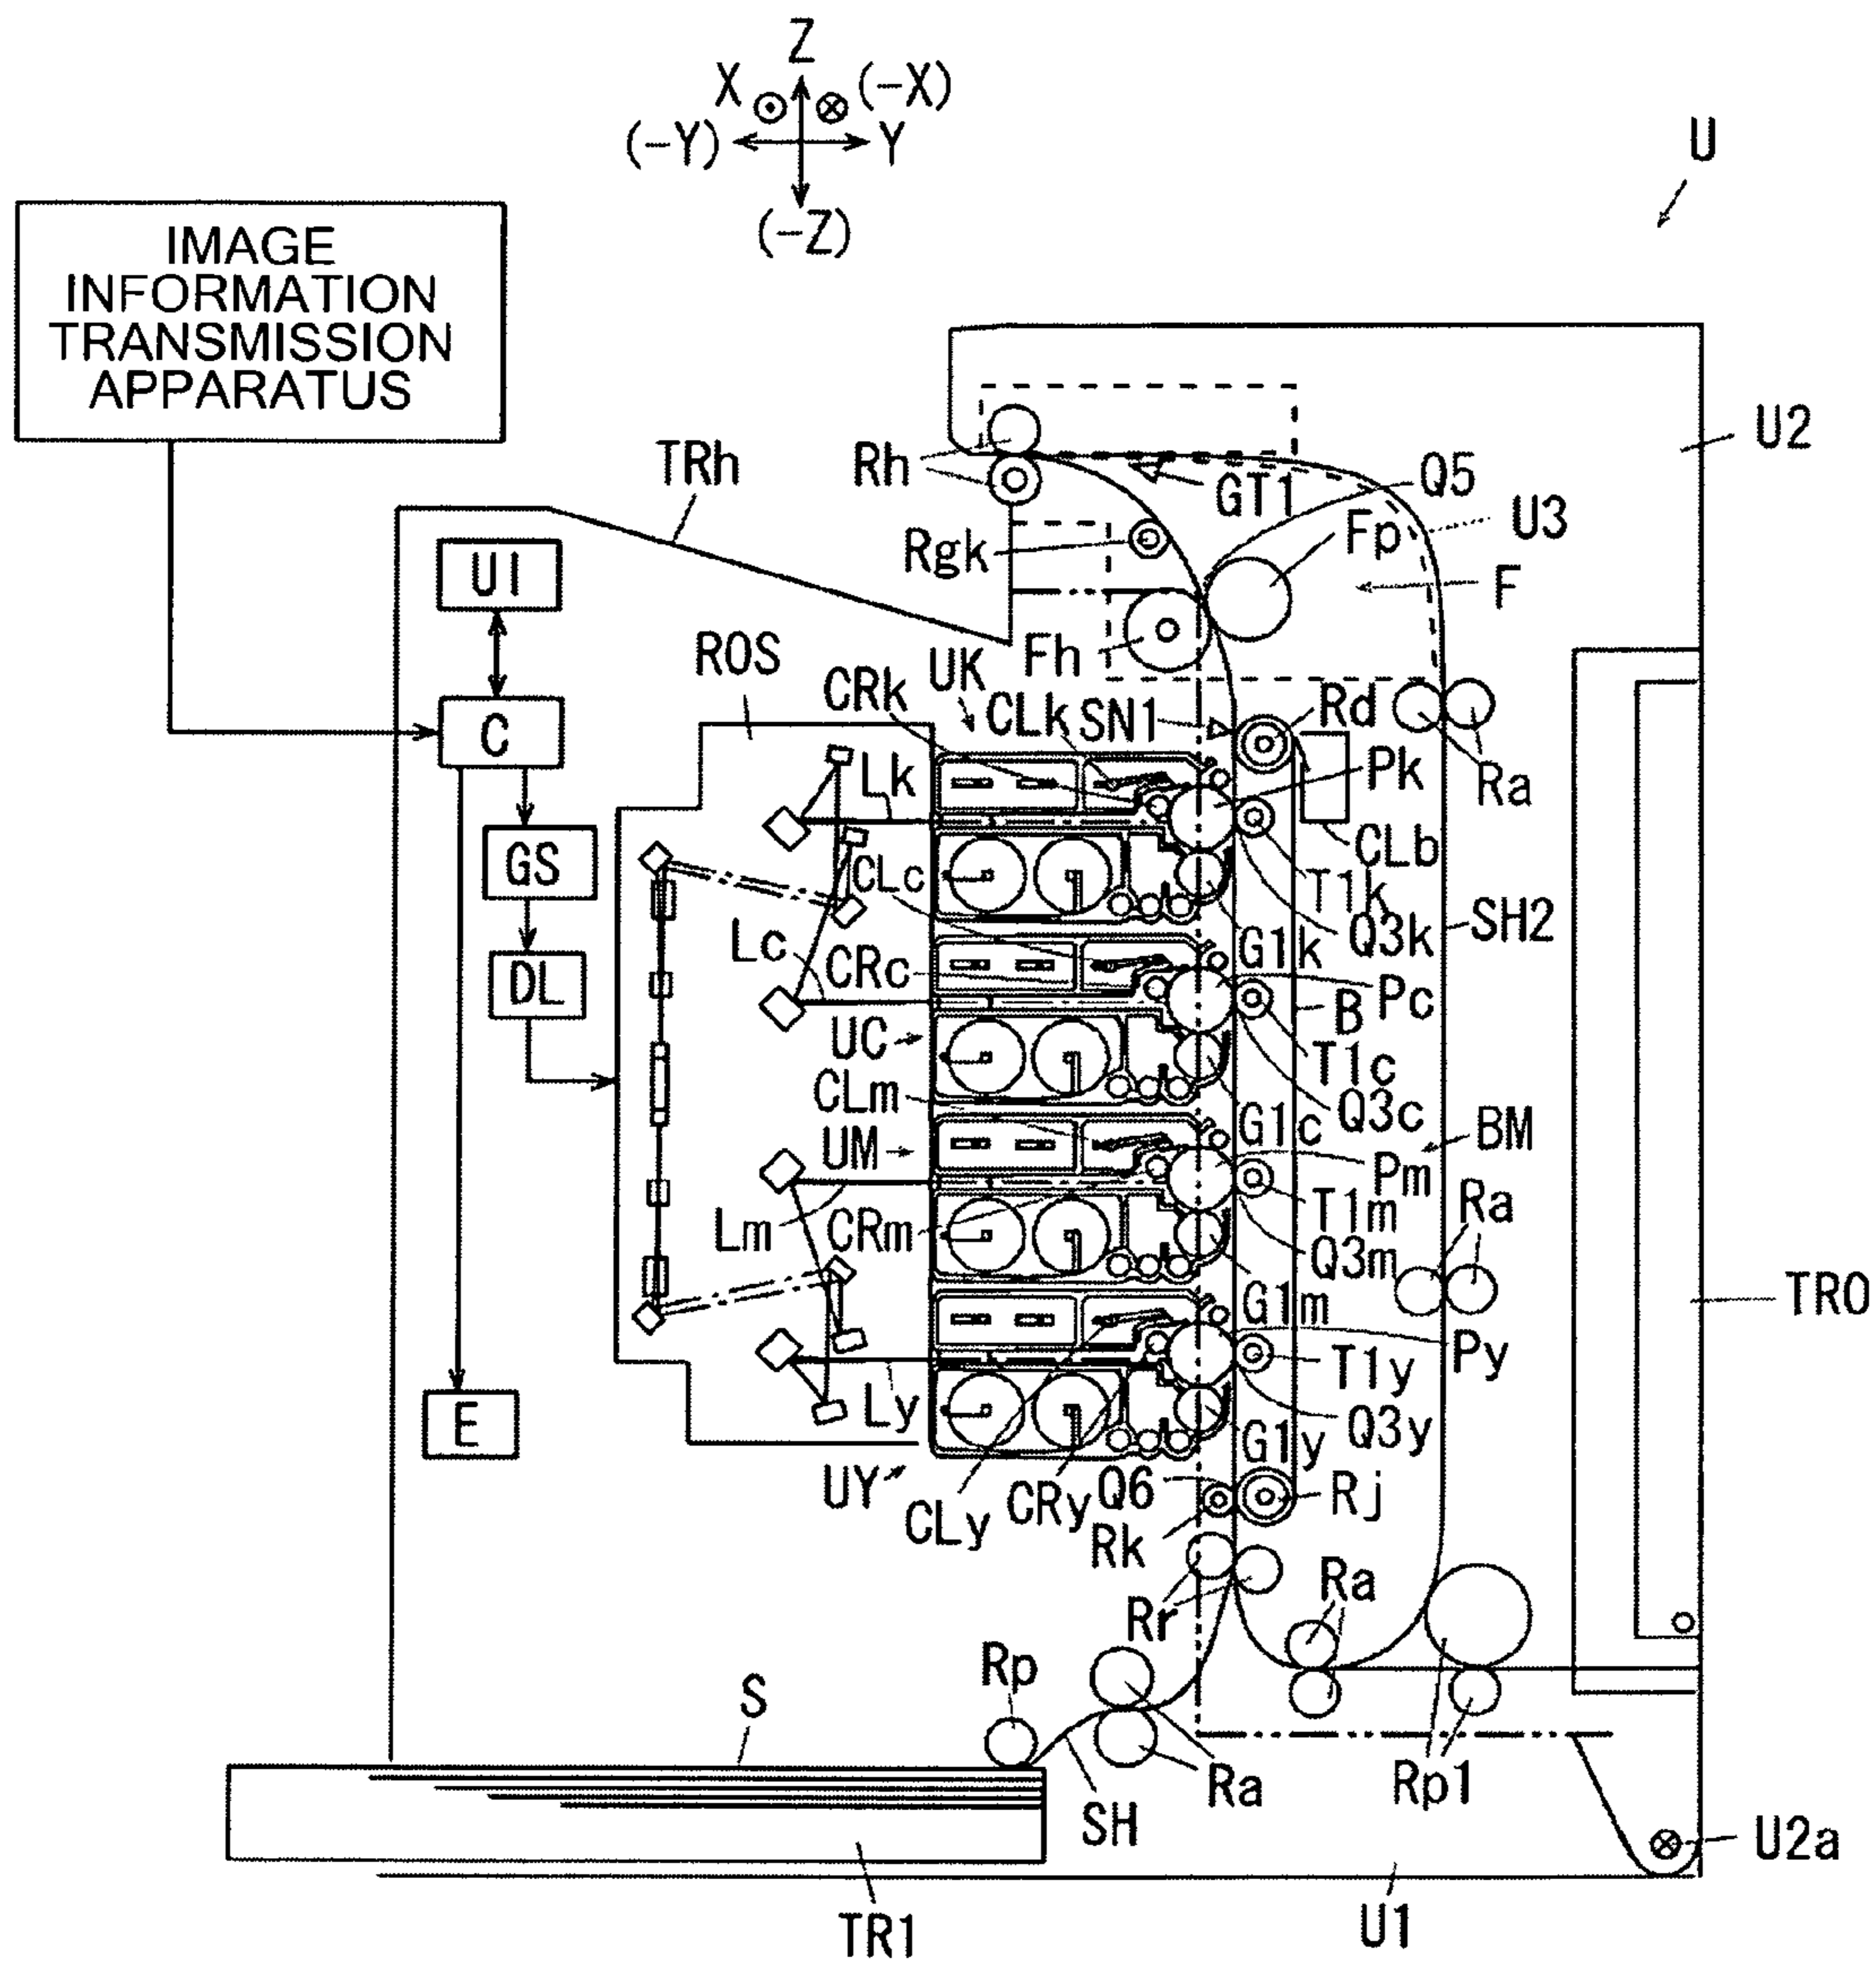 Z
X
(-X)
(-Y)
Y
(-Z)
U
IMAGE
INFORMATION
TRANSMISSION
APPARATUS
U2
TRh
Rh
GT1
Q5
U3
Rgk
Fp
F
UI
Fh
ROS
UK
CRk
CLk
SN1
Rd
C
Lk
Pk
Ra
GS
CLc
CLb
T1k
Q3k
SH2
G1k
Lc
CRc
Pc
DL
B
UC
T1c
CLm
Q3c
G1c
BM
UM
Pm
Ra
Lm
CRm
T1m
Q3m
TRO
G1m
Py
T1y
E
Ly
Q3y
G1y
UY
CLy
CRy
Q6
Rj
Rk
Ra
Rr
Rp
S
Ra
Rp1
SH
U2a
TR1
U1